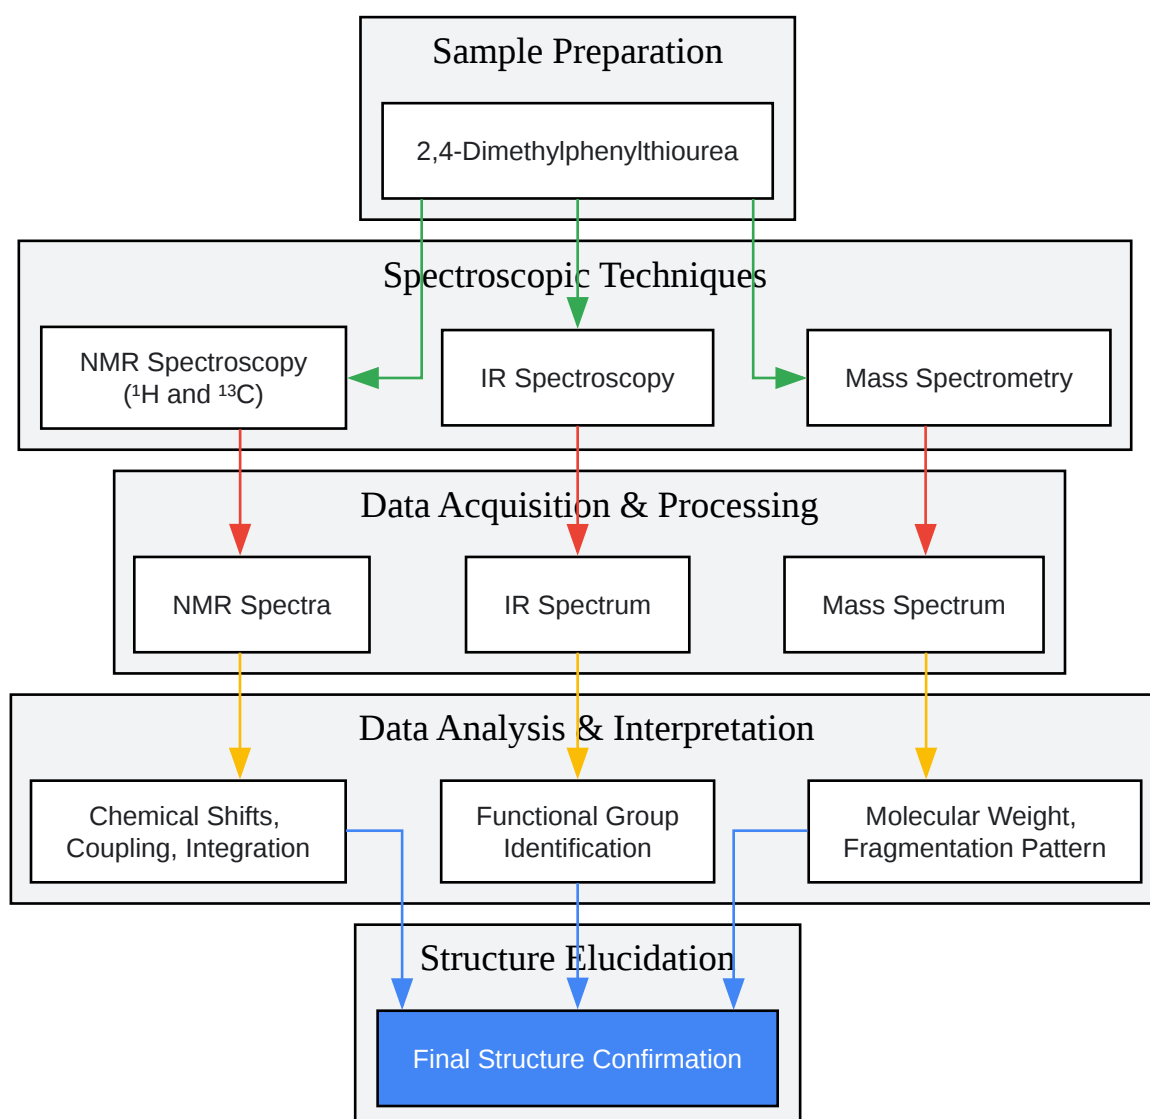 Sample Preparation
2,4-Dimethylphenylthiourea
Spectroscopic Techniques
NMR Spectroscopy
(¹H and ¹³C)
IR Spectroscopy
Mass Spectrometry
Data Acquisition & Processing
NMR Spectra
IR Spectrum
Mass Spectrum
Data Analysis & Interpretation
Chemical Shifts,
Coupling, Integration
Functional Group
Identification
Molecular Weight,
Fragmentation Pattern
Structure Elucidation
Final Structure Confirmation